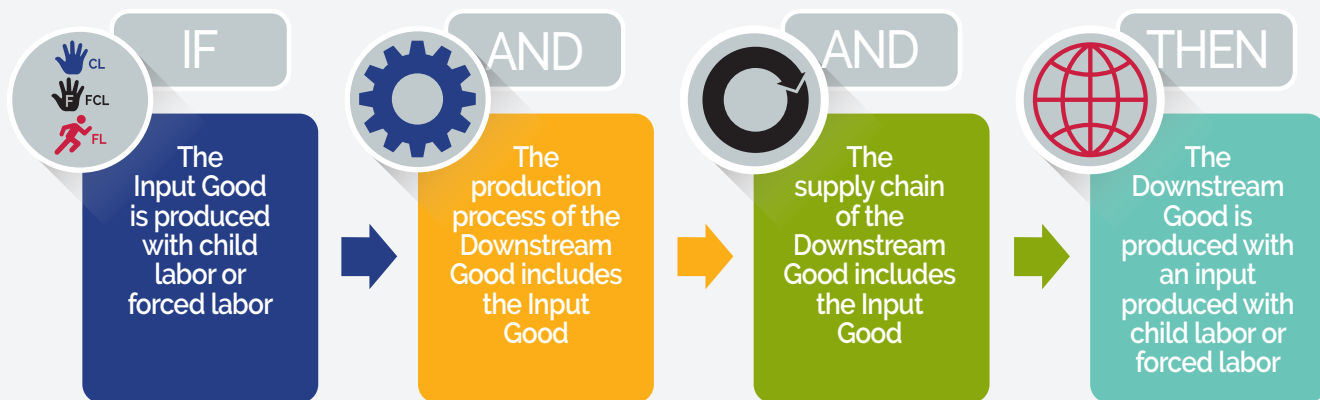 IF
CL
F
FCL
FL
The
Input Good
is produced
with child
labor or
forced labor
AND
The
production
process of the
Downstream
Good includes
the Input
Good
AND
The
supply chain
of the
Downstream
Good includes
the Input
Good
THEN
The
Downstream
Good is
produced with
an input
produced with
child labor or
forced labor